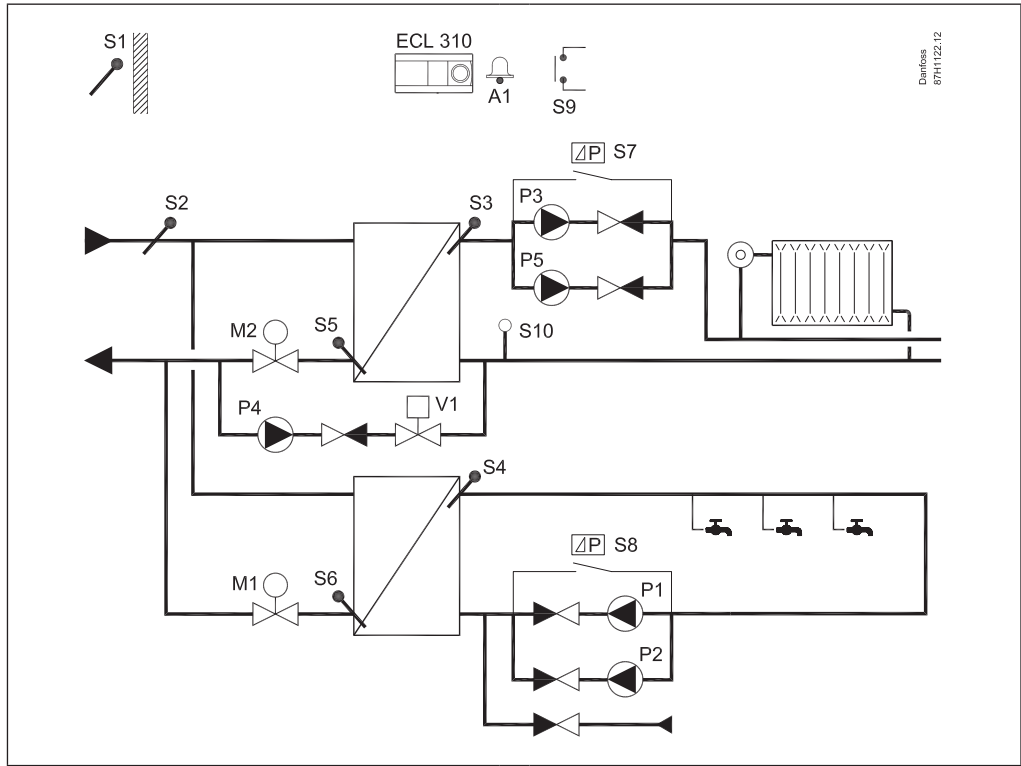 S1
ECL 310
A1
S9
Danfoss
87H1122.12
⊿P S7
S2
S3
P3
P5
M2
S5
S10
P4
V1
S4
⊿P S8
M1
S6
P1
P2